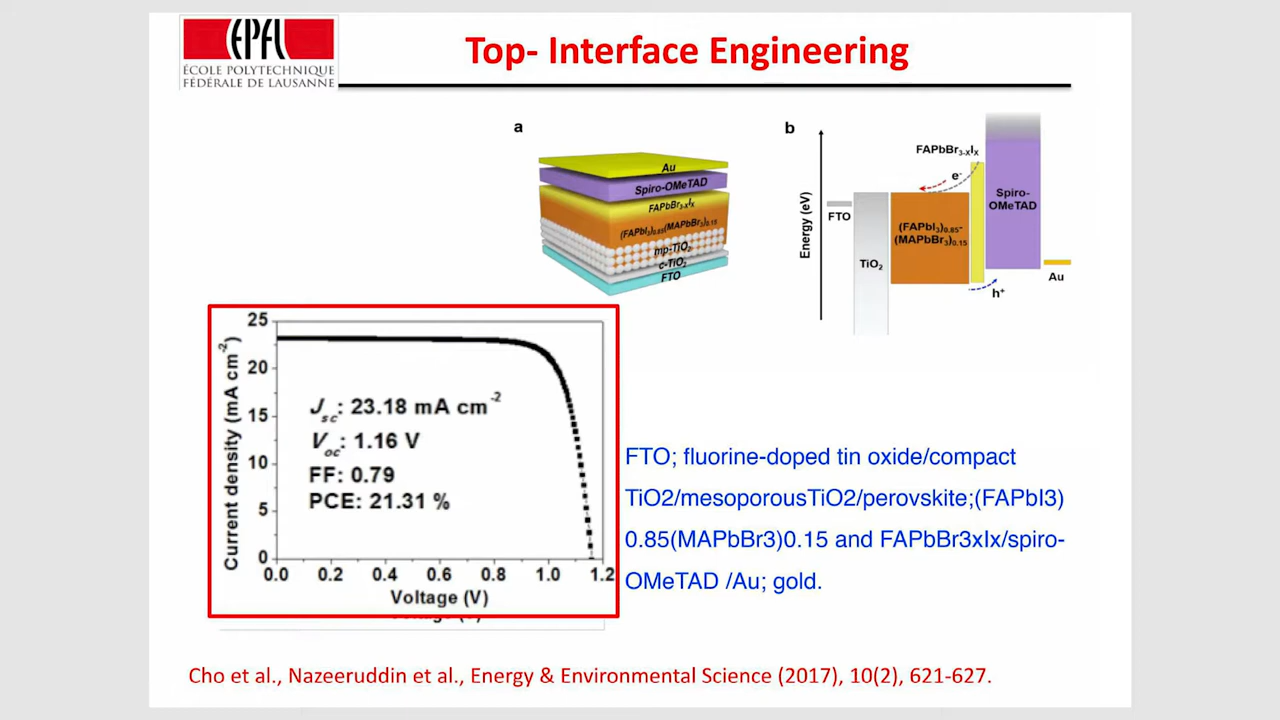 EPFL
ÉCOLE POLYTECHNIQUE
FÉDÉRALE DE LAUSANNE
Top- Interface Engineering
a
Au
Spiro-OMeTAD
FAPbBr3-XIX
(FAPbI3)0.85(MAPbBr3)0.15
mp-TiO2
c-TiO2
FTO
b
Energy (eV)
FTO
TiO2
(FAPbI3)0.85-
(MAPbBr3)0.15
FAPbBr3-XIX
e-
h+
Spiro-
OMeTAD
Au
Current density (mA cm-2)
25
20
15
10
5
0
Jsc: 23.18 mA cm-2
Voc: 1.16 V
FF: 0.79
PCE: 21.31 %
0.0 0.2 0.4 0.6 0.8 1.0 1.2
Voltage (V)
FTO; fluorine-doped tin oxide/compact
TiO2/mesoporousTiO2/perovskite;(FAPbI3)
0.85(MAPbBr3)0.15 and FAPbBr3xIx/spiro-
OMeTAD /Au; gold.
Cho et al., Nazeeruddin et al., Energy & Environmental Science (2017), 10(2), 621-627.